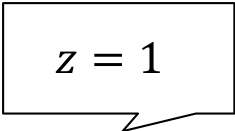 z = 1